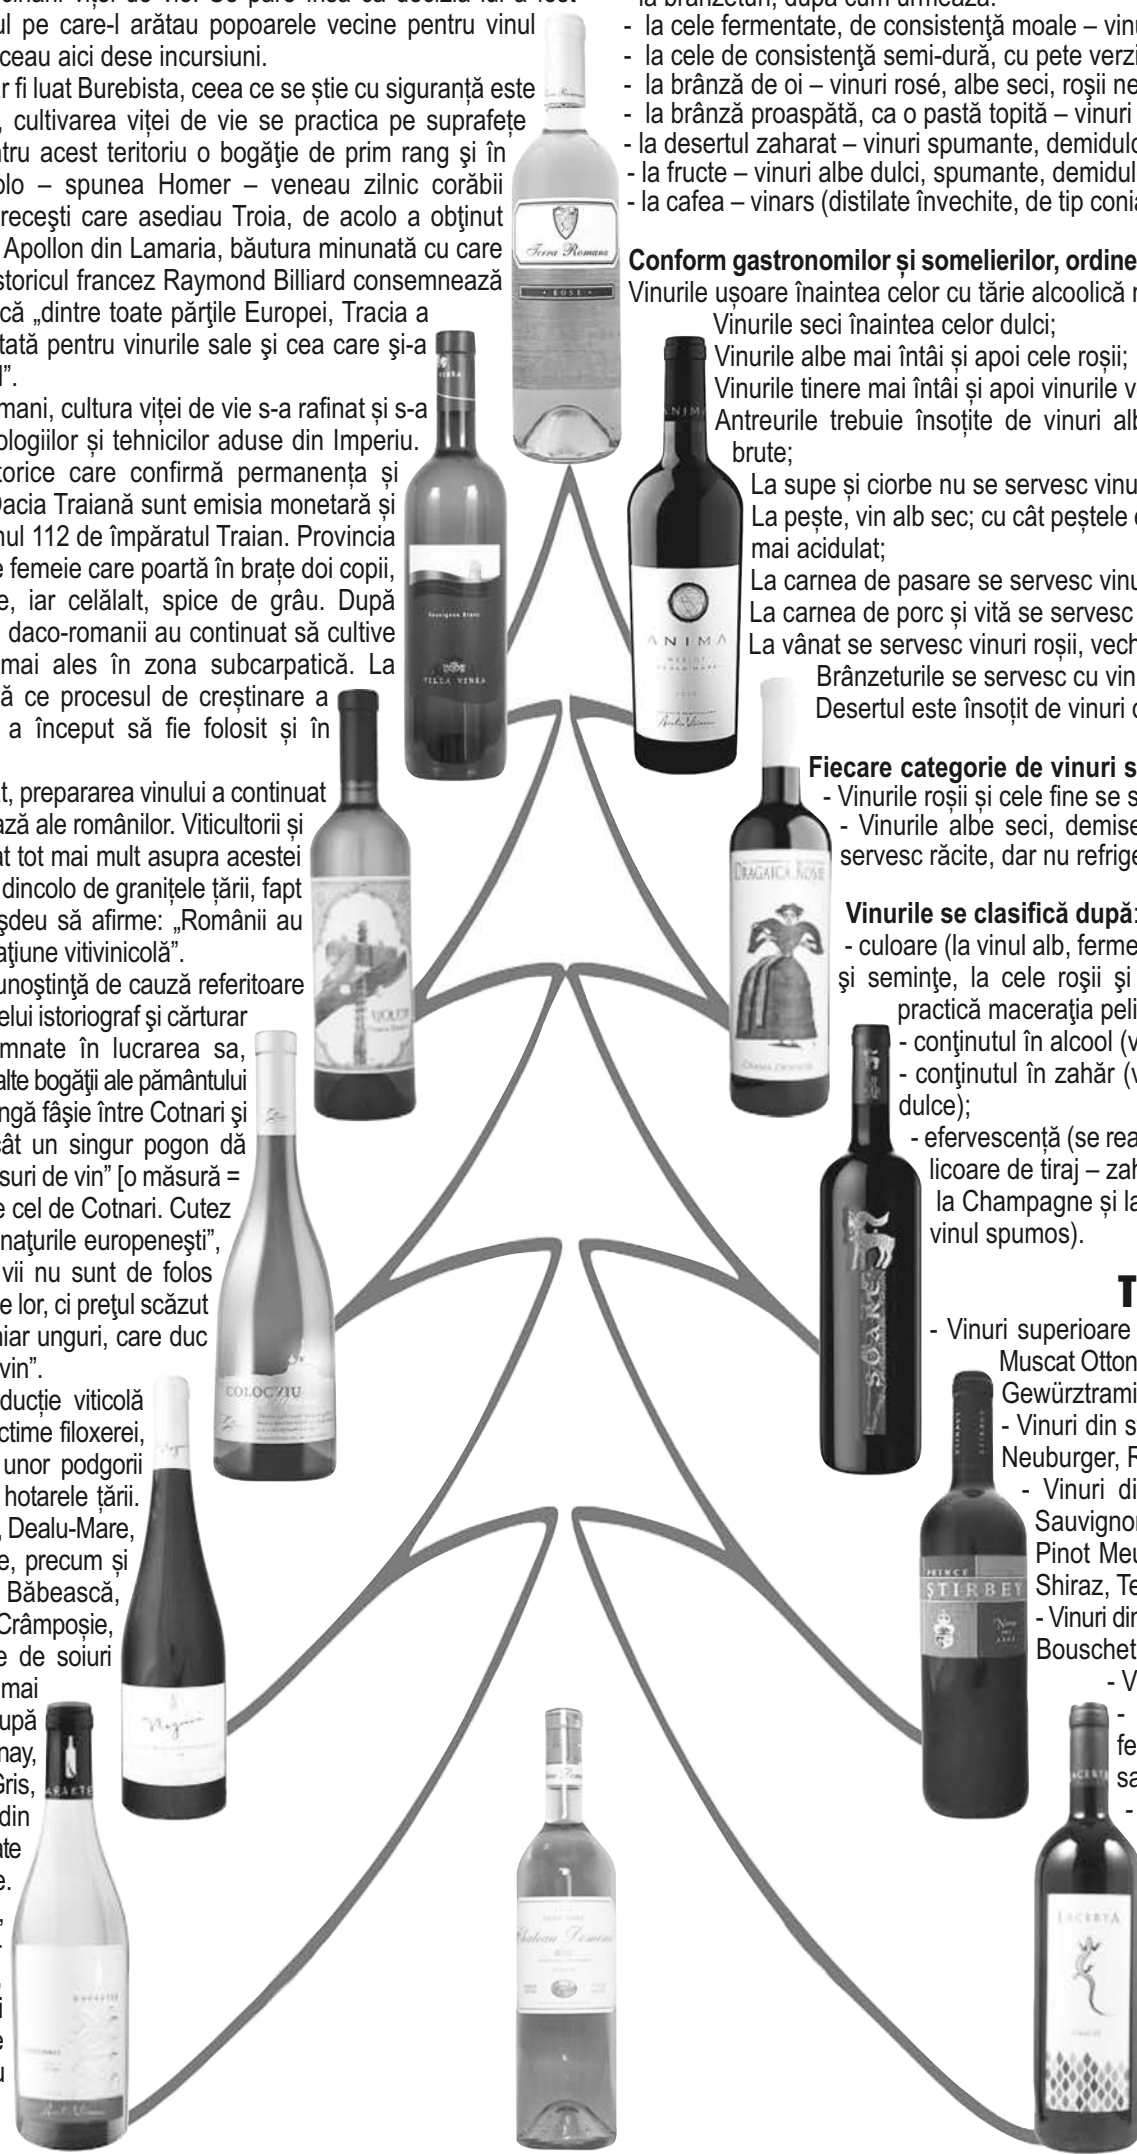 ul pe care-l arătau popoarele vecine pentru vinul
ceau aici dese incursiuni.
r fi luat Burebista, ceea ce se știe cu siguranță este
, cultivarea viței de vie se practica pe suprafețe
ntru acest teritoriu o bogăţie de prim rang şi în
olo – spunea Homer – veneau zilnic corăbii
receşti care asediau Troia, de acolo a obţinut
Apollon din Lamaria, băutura minunată cu care
storicul francez Raymond Billiard consemnează
că „dintre toate părţile Europei, Tracia a
tată pentru vinurile sale şi cea care şi-a
l”.
mani, cultura viței de vie s-a rafinat și s-a
ologiilor și tehnicilor aduse din Imperiu.
torice care confirmă permanența și
Dacia Traiană sunt emisia monetară și
nul 112 de împăratul Traian. Provincia
e femeie care poartă în brațe doi copii,
e, iar celălalt, spice de grâu. După
daco-romanii au continuat să cultive
mai ales în zona subcarpatică. La
ă ce procesul de creștinare a
a început să fie folosit și în
t, prepararea vinului a continuat
ază ale românilor. Viticultorii și
at tot mai mult asupra acestei
dincolo de granițele țării, fapt
şdeu să afirme: „Românii au
aţiune vitivinicolă”.
unoştinţă de cauză referitoare
elui istoriograf şi cărturar
mnate în lucrarea sa,
alte bogăţii ale pământului
ngă fâşie între Cotnari şi
cât un singur pogon dă
suri de vin” [o măsură =
e cel de Cotnari. Cutez
naţurile europeneşti”,
vii nu sunt de folos
e lor, ci preţul scăzut
hiar unguri, care duc
vin”.
ducție viticolă
ctime filoxerei,
unor podgorii
hotarele țării.
, Dealu-Mare,
e, precum și
Băbească,
Crâmpoșie,
e de soiuri
mai
upă
nay,
Gris,
din
ate
e.
i
e
u
- la cele fermentate, de consistenţă moale – vinu
- la cele de consistenţă semi-dură, cu pete verzi
- la brânză de oi – vinuri rosé, albe seci, roşii ne
- la brânză proaspătă, ca o pastă topită – vinuri
- la desertul zaharat – vinuri spumante, demidulc
- la fructe – vinuri albe dulci, spumante, demidul
- la cafea – vinars (distilate învechite, de tip conia
Conform gastronomilor și somelierilor, ordine
Vinurile ușoare înaintea celor cu tărie alcoolică m
Vinurile seci înaintea celor dulci;
Vinurile albe mai întâi și apoi cele roșii;
Vinurile tinere mai întâi și apoi vinurile v
Antreurile trebuie însoțite de vinuri alb
brute;
La supe și ciorbe nu se servesc vinu
La pește, vin alb sec; cu cât peștele e
mai acidulat;
La carnea de pasare se servesc vinu
La carnea de porc și vită se servesc
La vânat se servesc vinuri roșii, vech
Brânzeturile se servesc cu vin
Desertul este însoțit de vinuri d
Fiecare categorie de vinuri s
- Vinurile roșii și cele fine se s
- Vinurile albe seci, demise
servesc răcite, dar nu refrige
Vinurile se clasifică după:
- culoare (la vinul alb, ferme
şi seminţe, la cele roşii şi
practică maceraţia peli
- conţinutul în alcool (v
- conţinutul în zahăr (v
dulce);
- efervescență (se rea
licoare de tiraj – zah
la Champagne și la
vinul spumos).
T
- Vinuri superioare
Muscat Otton
Gewürztrami
- Vinuri din s
Neuburger, R
- Vinuri di
Sauvignon
Pinot Meu
Shiraz, Te
- Vinuri din
Bouschet
- V
-
fe
sa
-
Terra Romana
ROSE
VINEA
Sauvignon Blanc
VILLA VINEA
ANIMA
ANIMA
MERLOT
DRAGAICA ROȘIE
CRAMA OPRIȘOR
SOARE
COLOCVIU
Negrini
PRINCE
ȘTIRBEY
KARAKTER
Chateau Domenii
LACERTA
LACERTA